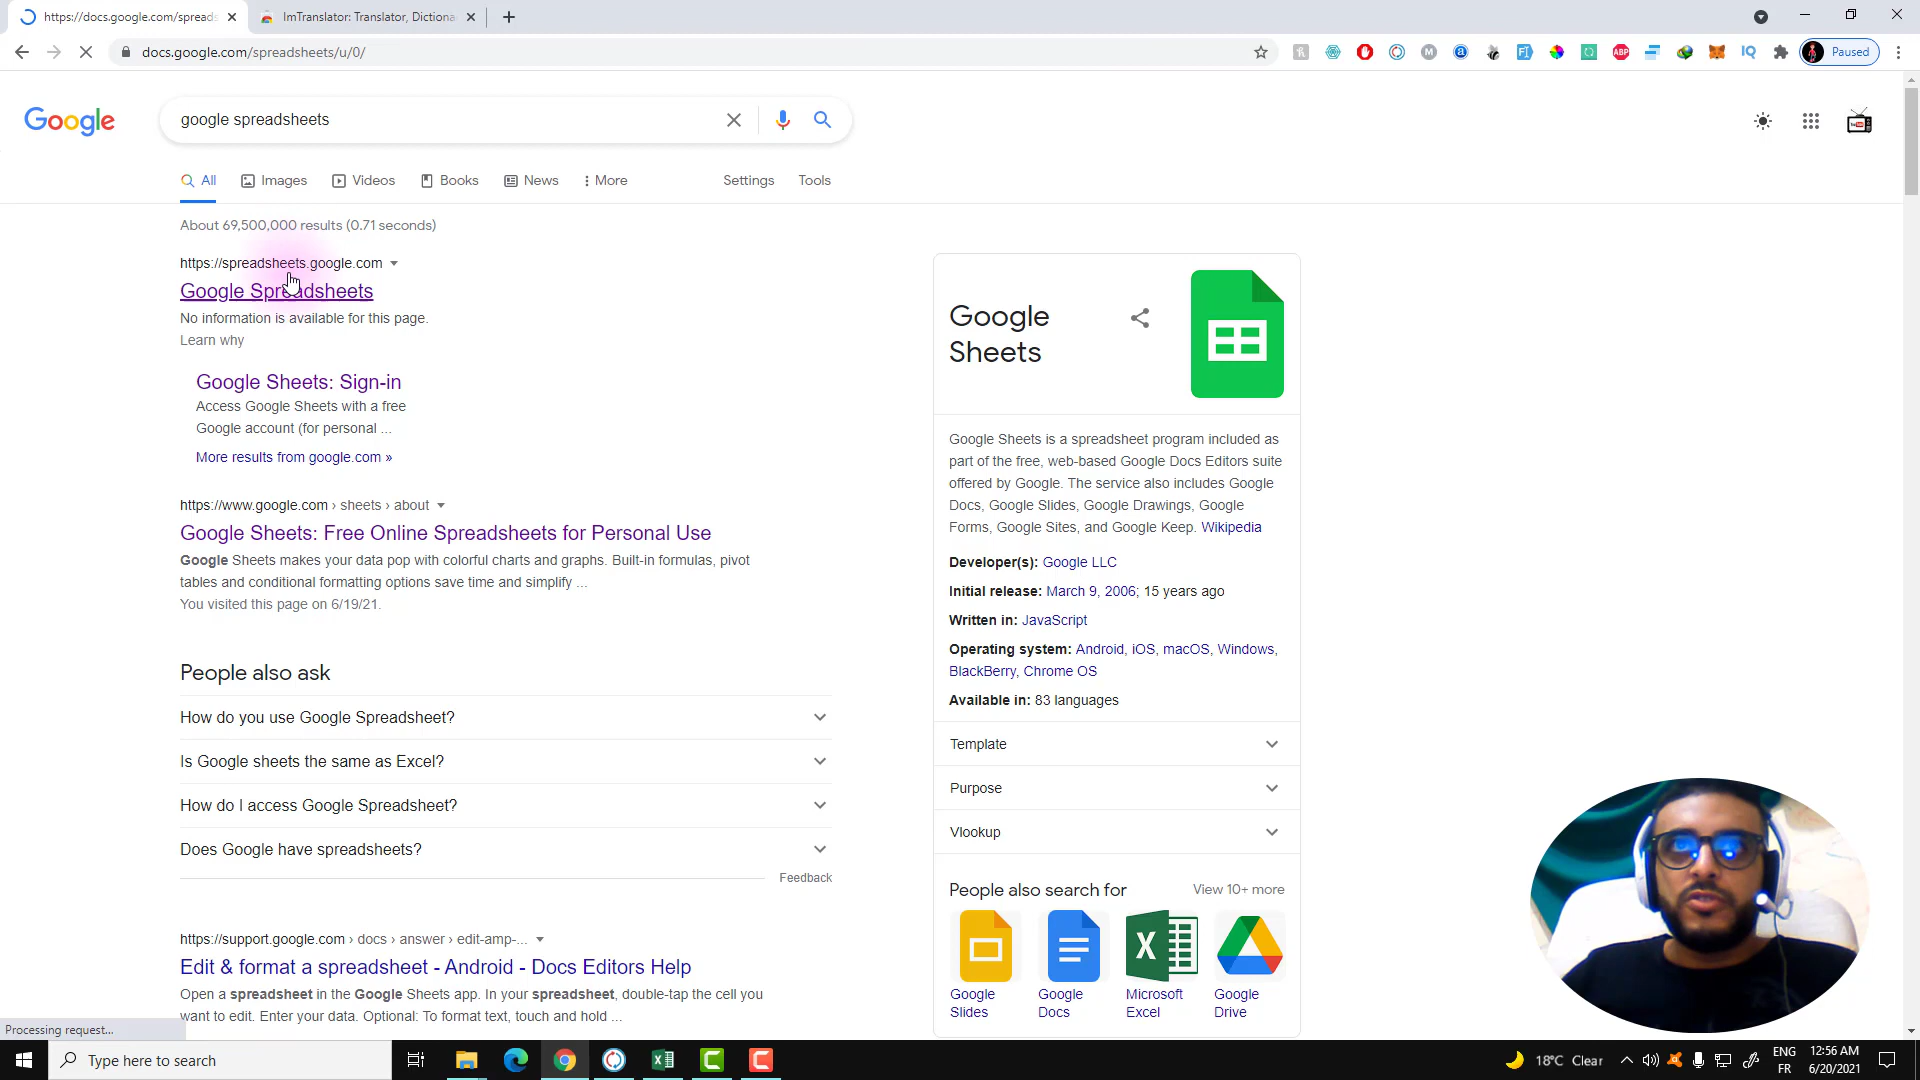 https://docs.google.com/spreads
ImTranslator: Translator, Dictiona
docs.google.com/spreadsheets/u/0/
Paused
Google
google spreadsheets
All
Images
Videos
Books
News
More
Settings
Tools
About 69,500,000 results (0.71 seconds)
https://spreadsheets.google.com
Google Spreadsheets
No information is available for this page.
Learn why
Google Sheets: Sign-in
Access Google Sheets with a free
Google account (for personal ...
More results from google.com »
https://www.google.com › sheets › about
Google Sheets: Free Online Spreadsheets for Personal Use
Google Sheets makes your data pop with colorful charts and graphs. Built-in formulas, pivot
tables and conditional formatting options save time and simplify ...
You visited this page on 6/19/21.
People also ask
How do you use Google Spreadsheet?
Is Google sheets the same as Excel?
How do I access Google Spreadsheet?
Does Google have spreadsheets?
Feedback
https://support.google.com › docs › answer › edit-amp-...
Edit & format a spreadsheet - Android - Docs Editors Help
Open a spreadsheet in the Google Sheets app. In your spreadsheet, double-tap the cell you
want to edit. Enter your data. Optional: To format text, touch and hold ...
Google
Sheets
Google Sheets is a spreadsheet program included as
part of the free, web-based Google Docs Editors suite
offered by Google. The service also includes Google
Docs, Google Slides, Google Drawings, Google
Forms, Google Sites, and Google Keep. Wikipedia
Developer(s): Google LLC
Initial release: March 9, 2006; 15 years ago
Written in: JavaScript
Operating system: Android, iOS, macOS, Windows,
BlackBerry, Chrome OS
Available in: 83 languages
Template
Purpose
Vlookup
People also search for
View 10+ more
Google
Slides
Google
Docs
Microsoft
Excel
Google
Drive
Processing request...
Type here to search
18°C Clear
ENG
FR
12:56 AM
6/20/2021